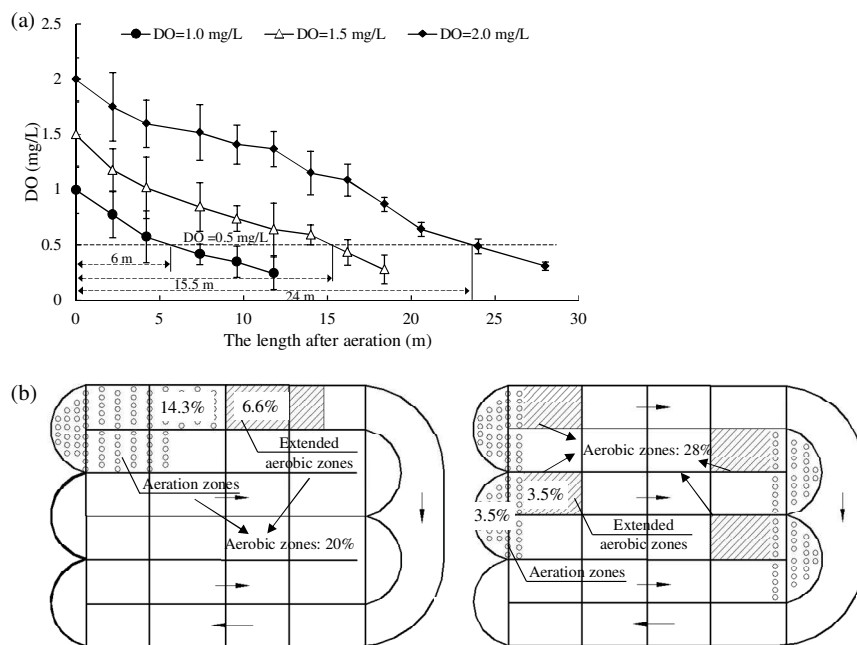 (a)
DO=1.0 mg/L DO=1.5 mg/L DO=2.0 mg/L
2.5
2
1.5
1
0.5
0
DO (mg/L)
DO =0.5 mg/L
6 m
15.5 m
24 m
0 5 10 15 20 25 30
The length after aeration (m)
(b)
14.3% 6.6%
Extended
aerobic zones
Aeration zones
Aerobic zones: 20%
Aerobic zones: 28%
3.5%
3.5%
Extended
aerobic zones
Aeration zones